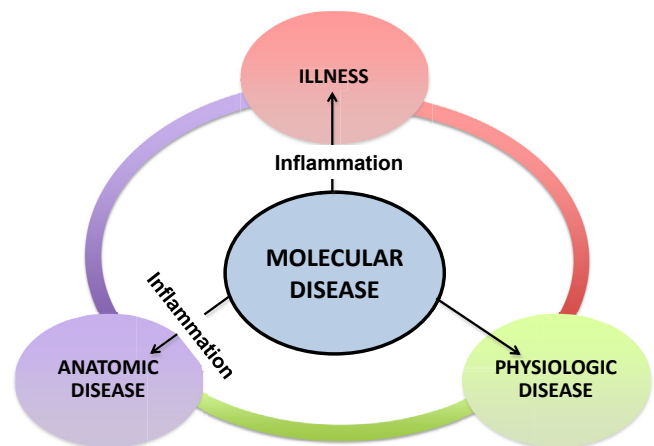 ILLNESS
Inflammation
MOLECULAR
DISEASE
Inflammation
ANATOMIC
DISEASE
PHYSIOLOGIC
DISEASE